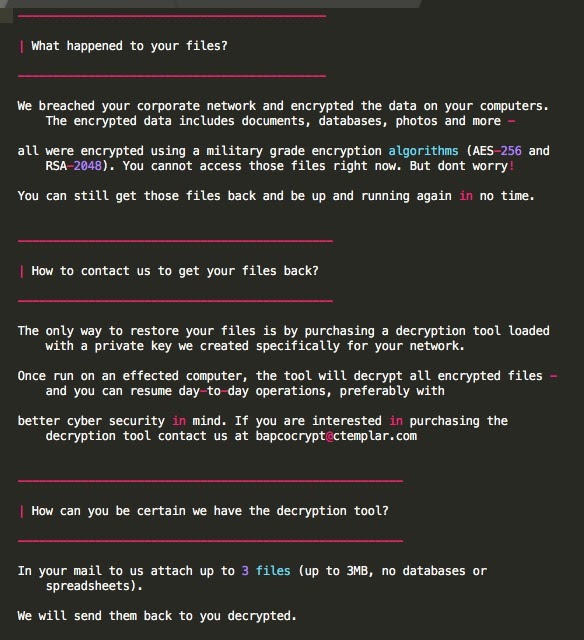 | What happened to your files?
We breached your corporate network and encrypted the data on your computers.
The encrypted data includes documents, databases, photos and more –
all were encrypted using a military grade encryption algorithms (AES–256 and
RSA–2048). You cannot access those files right now. But dont worry!
You can still get those files back and be up and running again in no time.
| How to contact us to get your files back?
The only way to restore your files is by purchasing a decryption tool loaded
with a private key we created specifically for your network.
Once run on an effected computer, the tool will decrypt all encrypted files –
and you can resume day–to–day operations, preferably with
better cyber security in mind. If you are interested in purchasing the
decryption tool contact us at bapcocrypt@ctemplar.com
| How can you be certain we have the decryption tool?
In your mail to us attach up to 3 files (up to 3MB, no databases or
spreadsheets).
We will send them back to you decrypted.